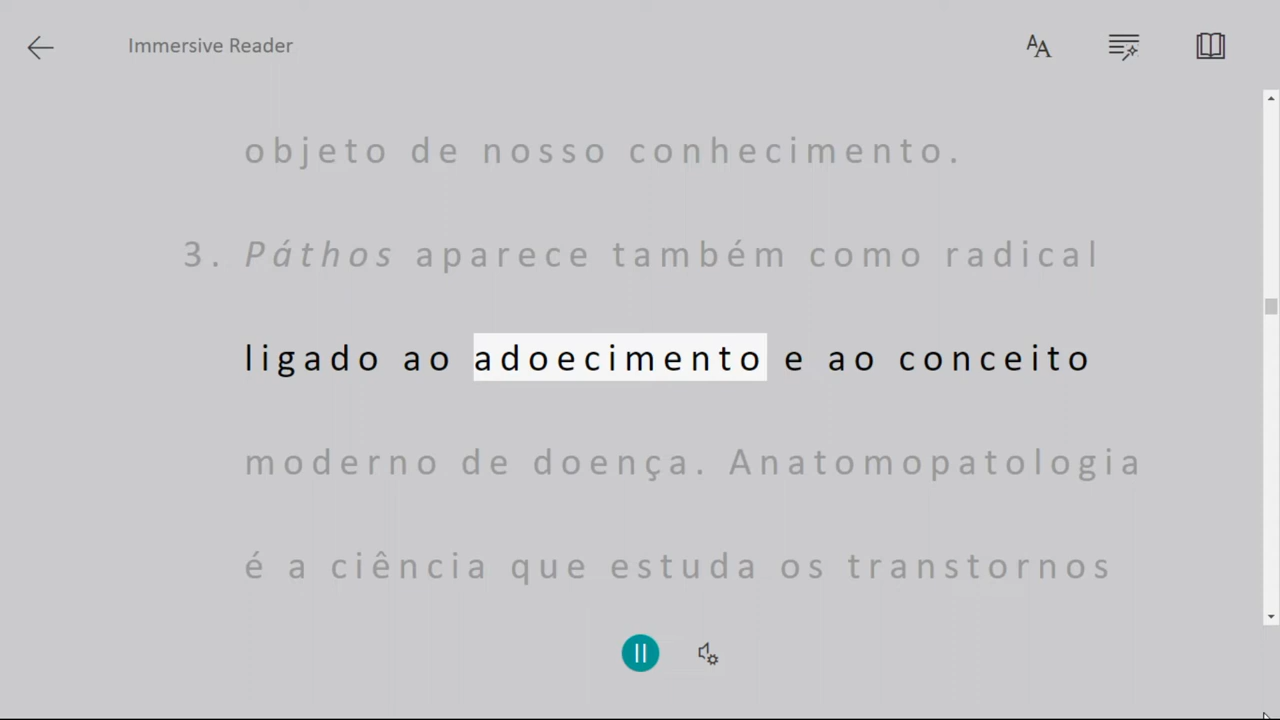 Immersive Reader
objeto de nosso conhecimento.
3. Páthos aparece também como radical
ligado ao adoecimento e ao conceito
moderno de doença. Anatomopatologia
é a ciência que estuda os transtornos